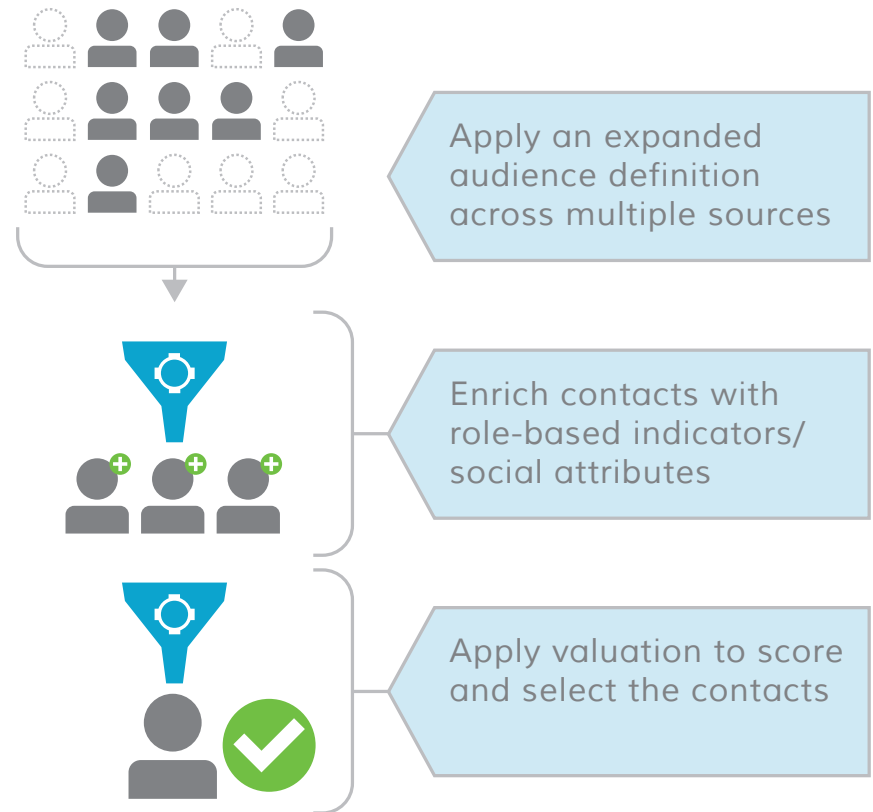 Apply an expanded
audience definition
across multiple sources
Enrich contacts with
role-based indicators/
social attributes
Apply valuation to score
and select the contacts